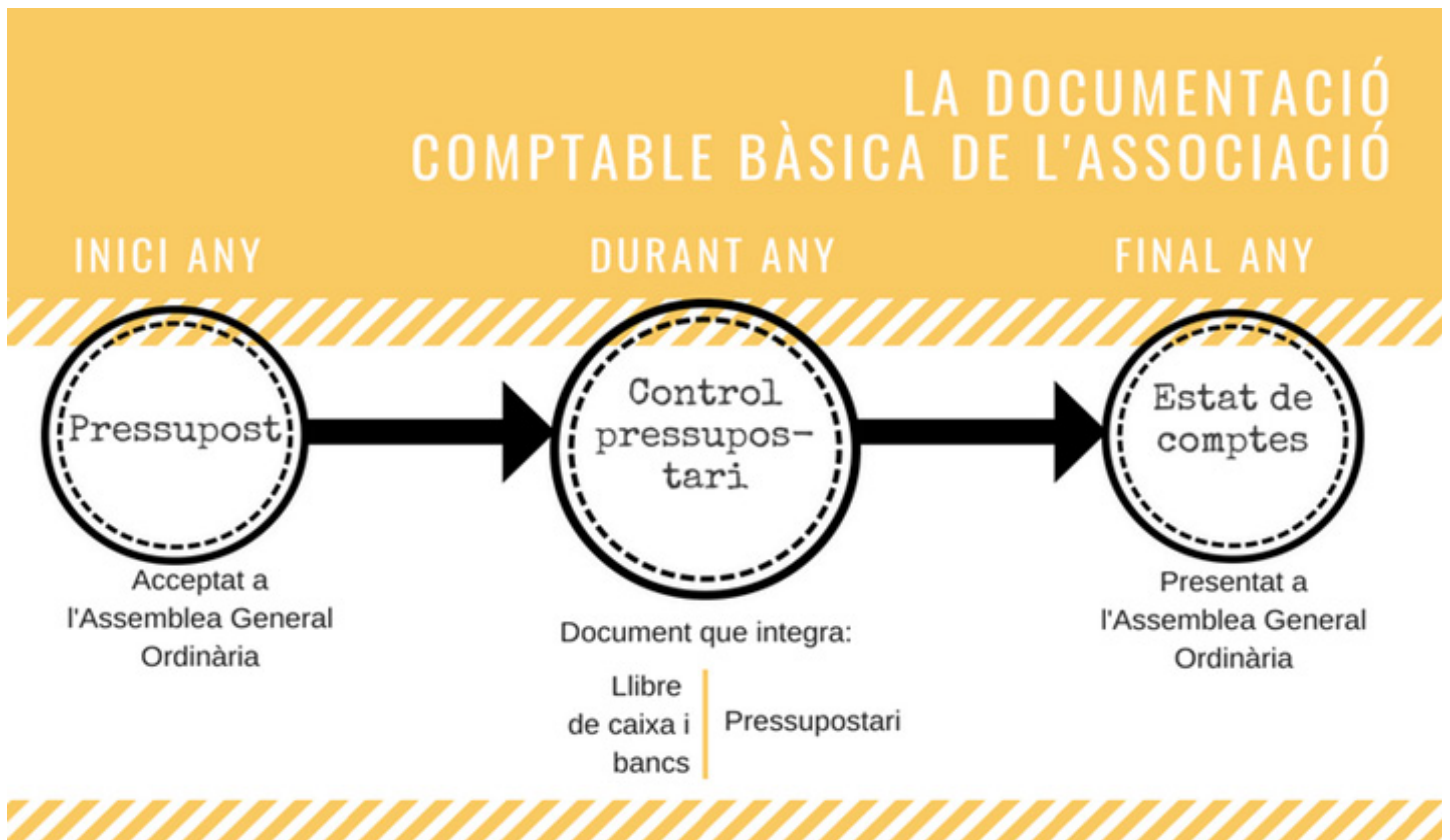 LA DOCUMENTACIÓ
COMPTABLE BÀSICA DE L'ASSOCIACIÓ
INICI ANY
DURANT ANY
FINAL ANY
Pressupost
Control
pressupos-
tari
Estat de
comptes
Acceptat a
l'Assemblea General
Ordinària
Document que integra:
Llibre
de caixa i
bancs
Pressupostari
Presentat a
l'Assemblea General
Ordinària